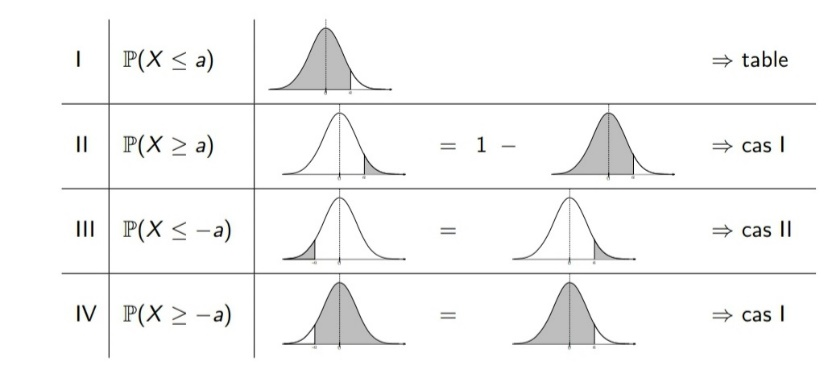 I ℙ(X ≤ a) ⇒ table
II ℙ(X ≥ a) = 1 − ⇒ cas I
III ℙ(X ≤ −a) = ⇒ cas II
IV ℙ(X ≥ −a) = ⇒ cas I